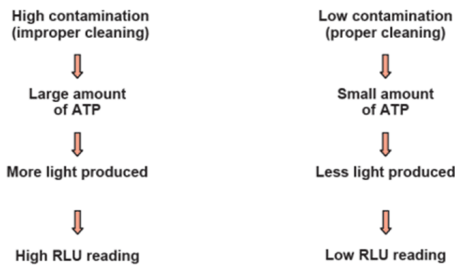 High contamination
(improper cleaning)
Large amount
of ATP
More light produced
High RLU reading
Low contamination
(proper cleaning)
Small amount
of ATP
Less light produced
Low RLU reading